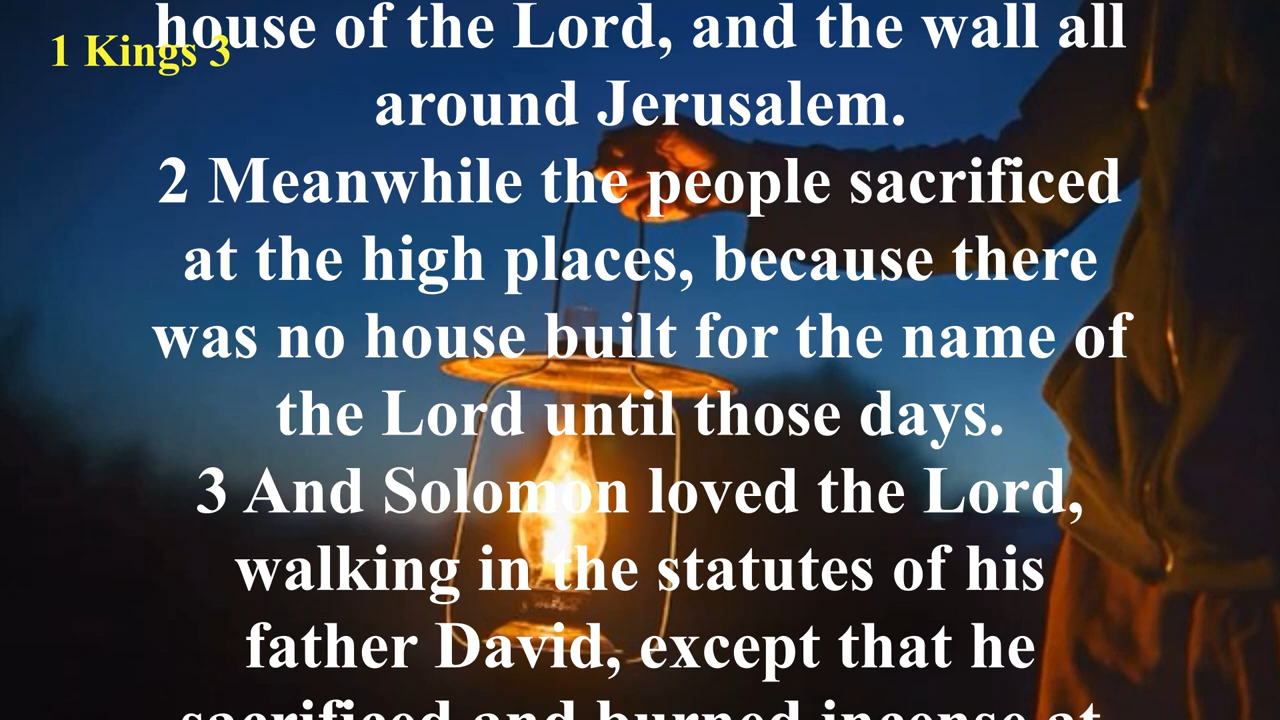 1 Kings 3
house of the Lord, and the wall all
around Jerusalem.
2 Meanwhile the people sacrificed
at the high places, because there
was no house built for the name of
the Lord until those days.
3 And Solomon loved the Lord,
walking in the statutes of his
father David, except that he
sacrificed and burned incense at